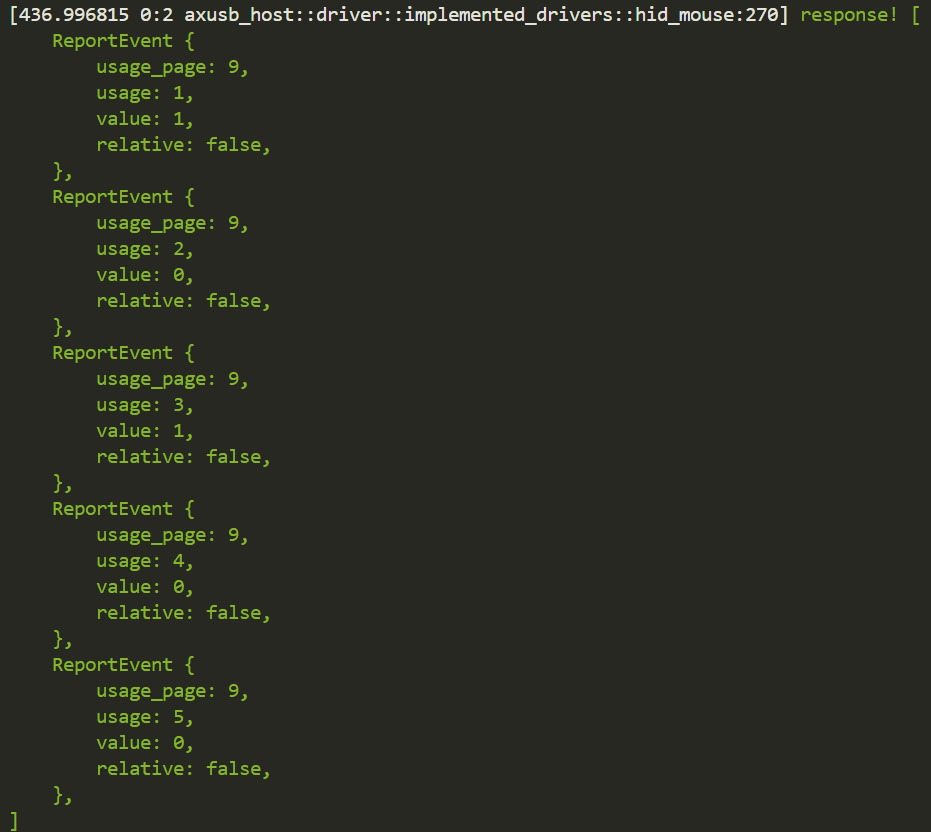 [436.996815 0:2 axusb_host::driver::implemented_drivers::hid_mouse:270] response! [
    ReportEvent {
        usage_page: 9,
        usage: 1,
        value: 1,
        relative: false,
    },
    ReportEvent {
        usage_page: 9,
        usage: 2,
        value: 0,
        relative: false,
    },
    ReportEvent {
        usage_page: 9,
        usage: 3,
        value: 1,
        relative: false,
    },
    ReportEvent {
        usage_page: 9,
        usage: 4,
        value: 0,
        relative: false,
    },
    ReportEvent {
        usage_page: 9,
        usage: 5,
        value: 0,
        relative: false,
    },
]